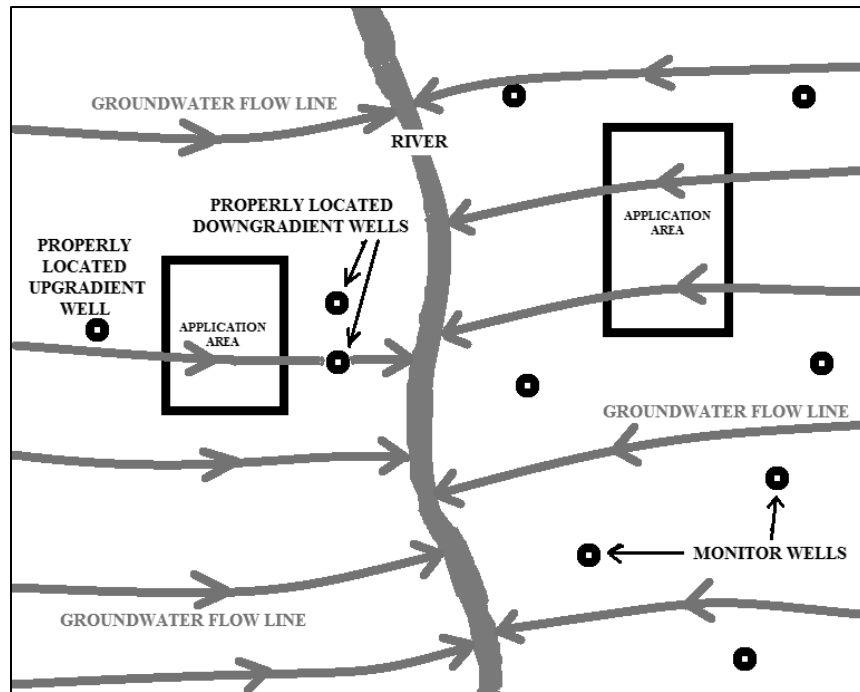 GROUNDWATER FLOW LINE
RIVER
PROPERLY LOCATED
DOWNGRADIENT WELLS
PROPERLY
LOCATED
UPGRADIENT
WELL
APPLICATION
AREA
APPLICATION
AREA
GROUNDWATER FLOW LINE
MONITOR WELLS
GROUNDWATER FLOW LINE